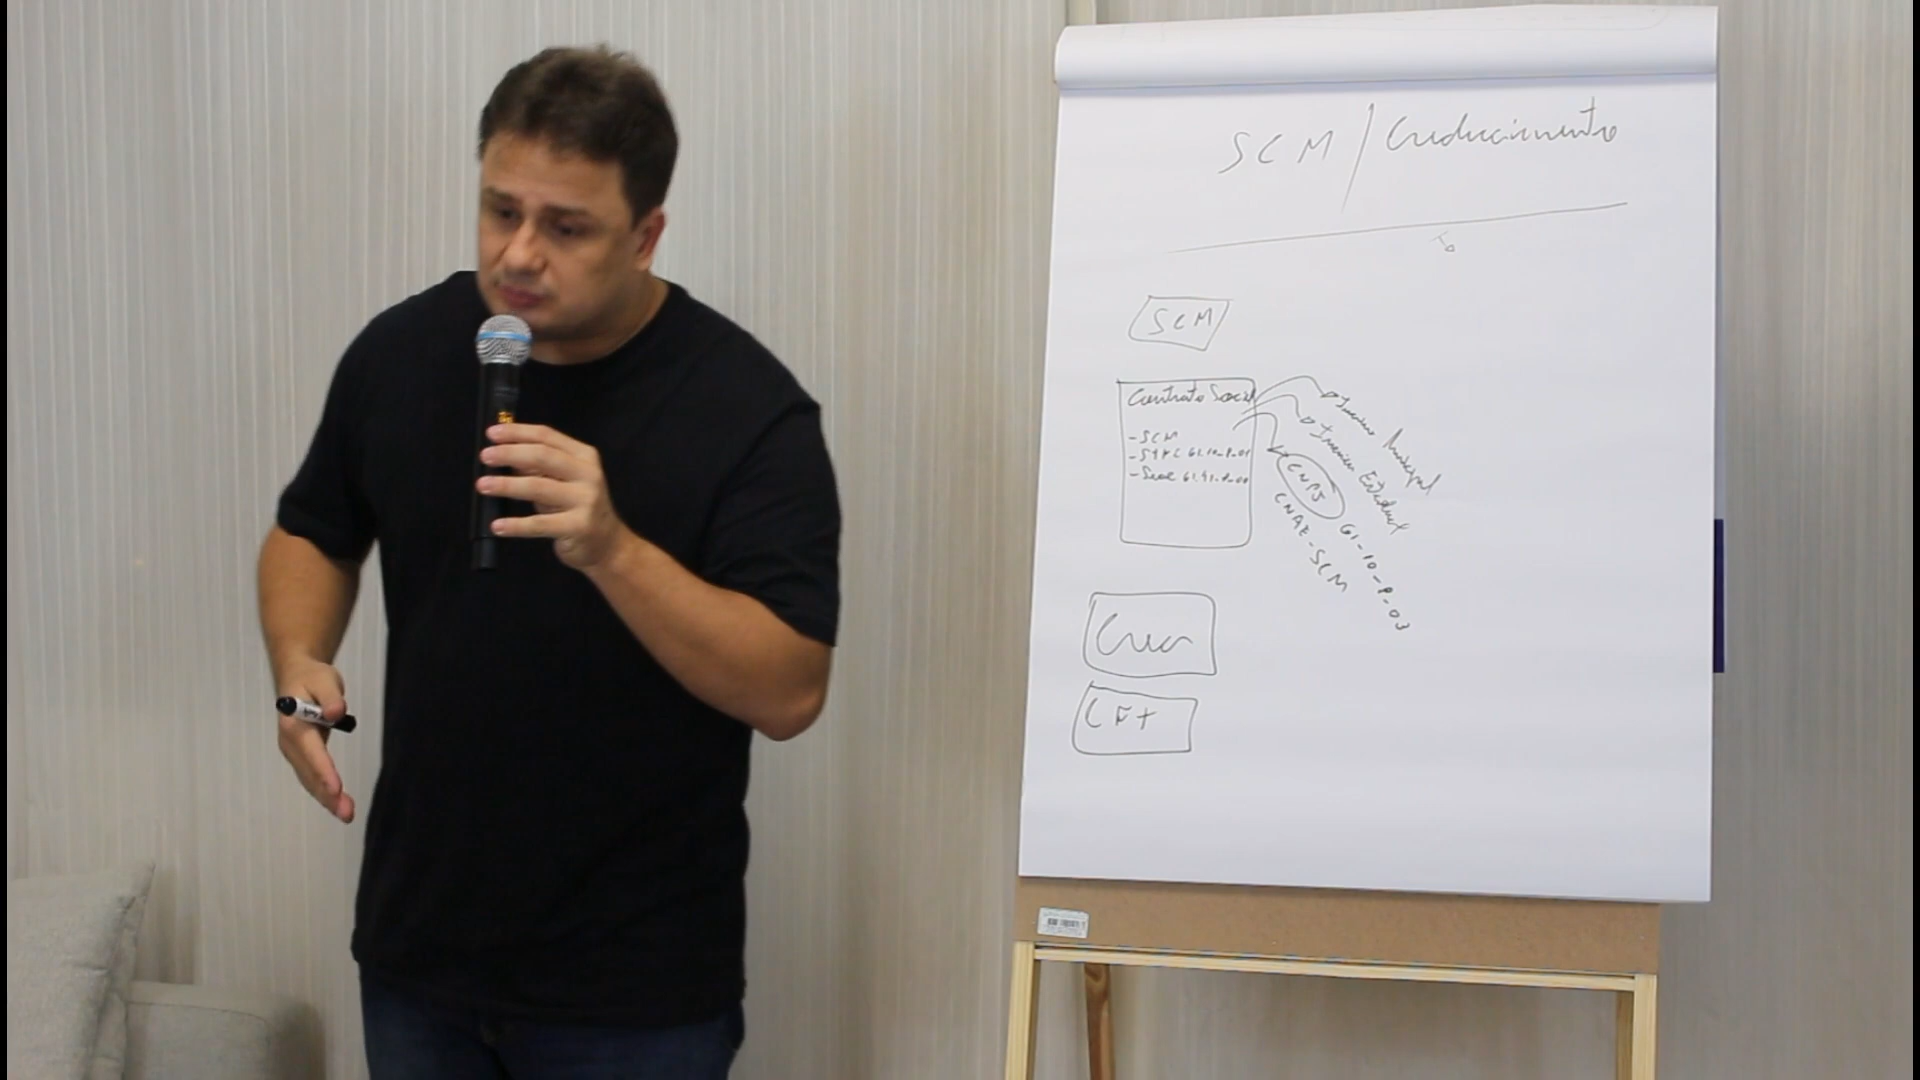 SCM / Credenciamento
SCM
Contrato Social
- SCM
- STFC 61.10-8-01
- SeAC 61.41-8-00
Inscrição Municipal
Inscrição Estadual
CNPJ
61-10-8-03
CNAE - SCM
Crea
CFT